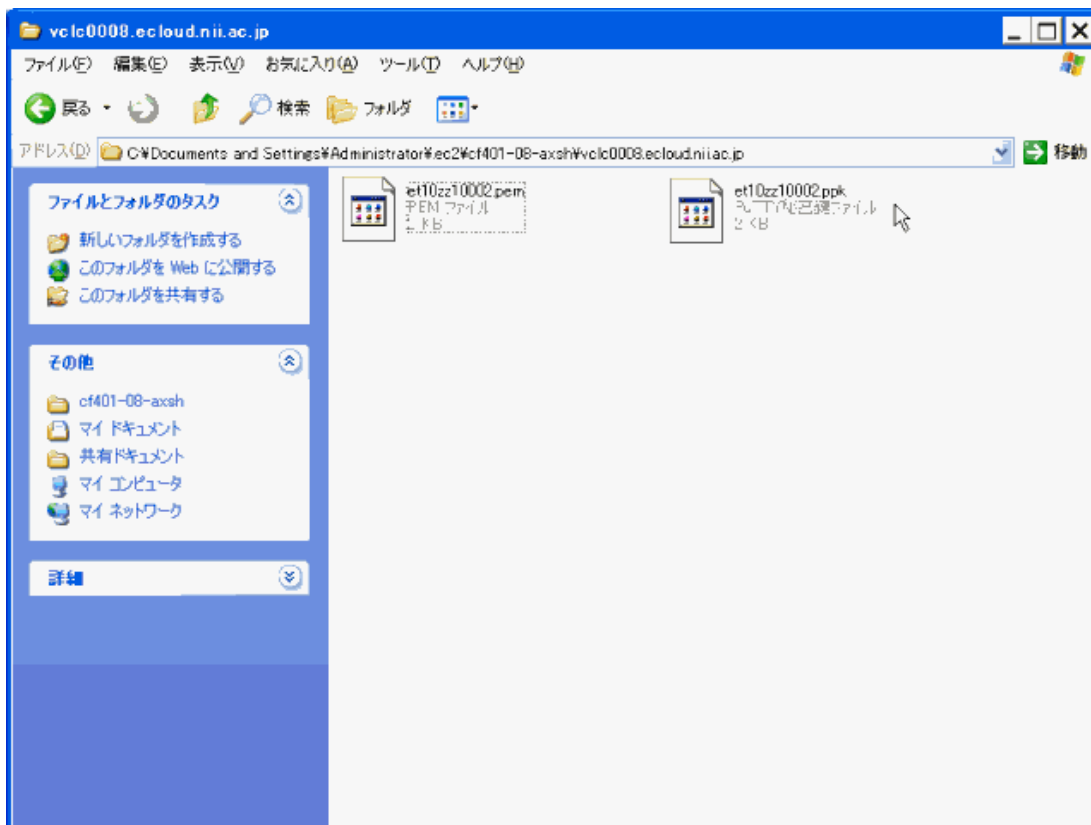 vclc0008.ecloud.nii.ac.jp
ファイル(F) 編集(E) 表示(V) お気に入り(A) ツール(T) ヘルプ(H)
戻る 検索 フォルダ
アドレス(D) C:¥Documents and Settings¥Administrator¥.ec2¥cf401-08-axsh¥vclc0008.ecloud.nii.ac.jp 移動
ファイルとフォルダのタスク
新しいフォルダを作成する
このフォルダを Web に公開する
このフォルダを共有する
その他
cf401-08-axsh
マイ ドキュメント
共有ドキュメント
マイ コンピュータ
マイ ネットワーク
詳細
et10zz10002.pem
PEM ファイル
2 KB
et10zz10002.ppk
ファイル
2 KB